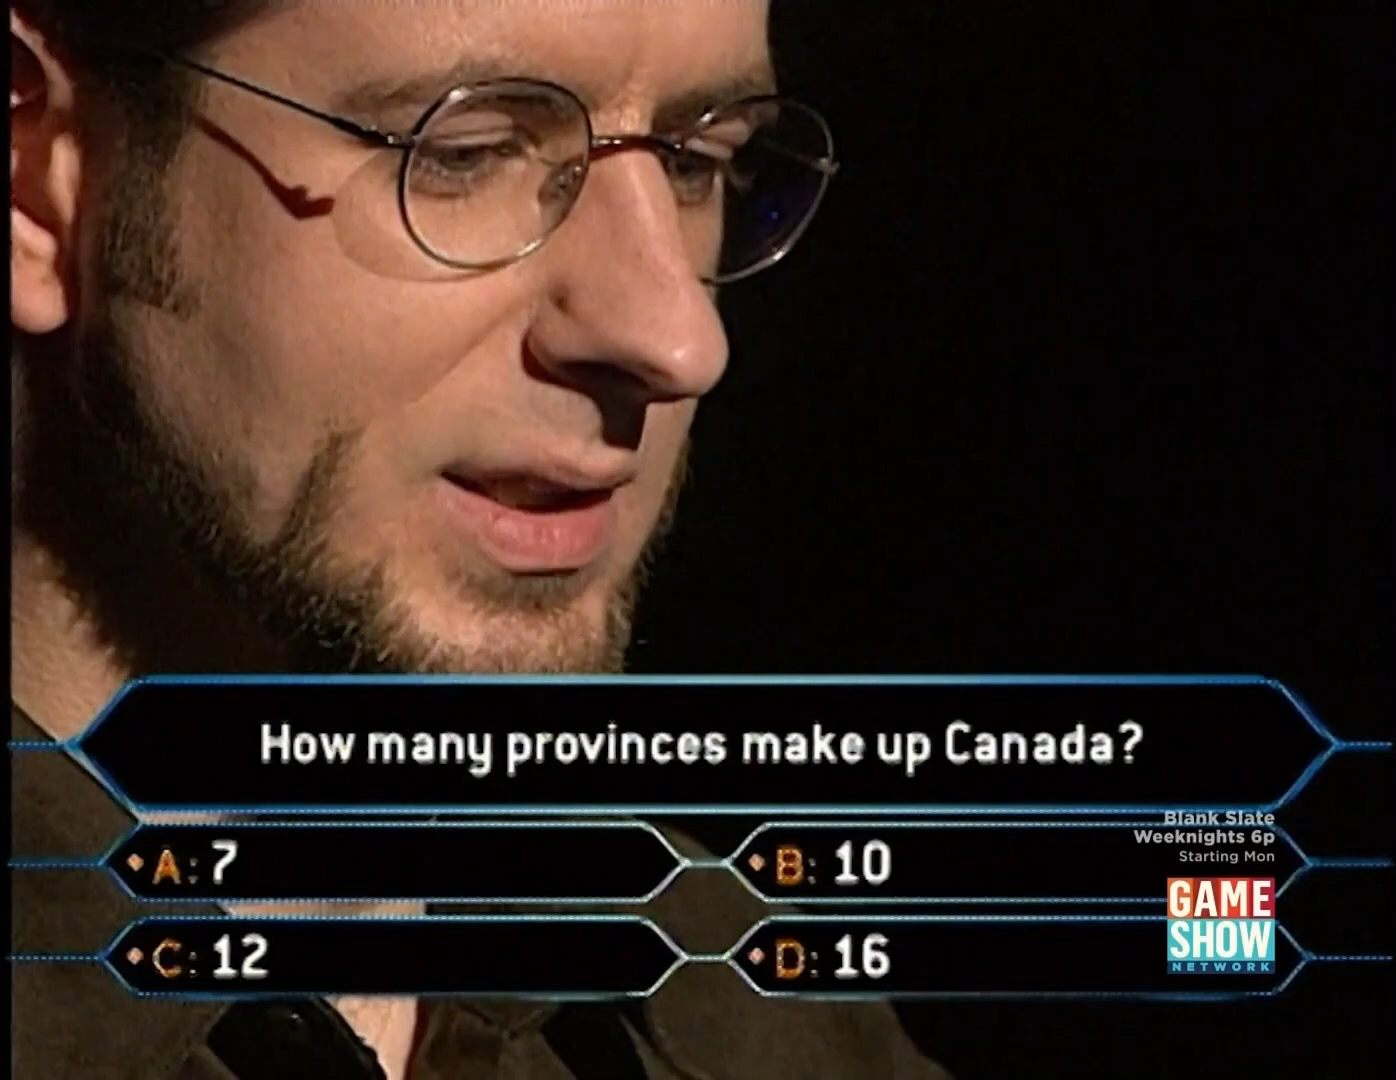 How many provinces make up Canada?
A: 7
B: 10
C: 12
D: 16
Blank Slate
Weeknights 6p
Starting Mon
GAME
SHOW
NETWORK